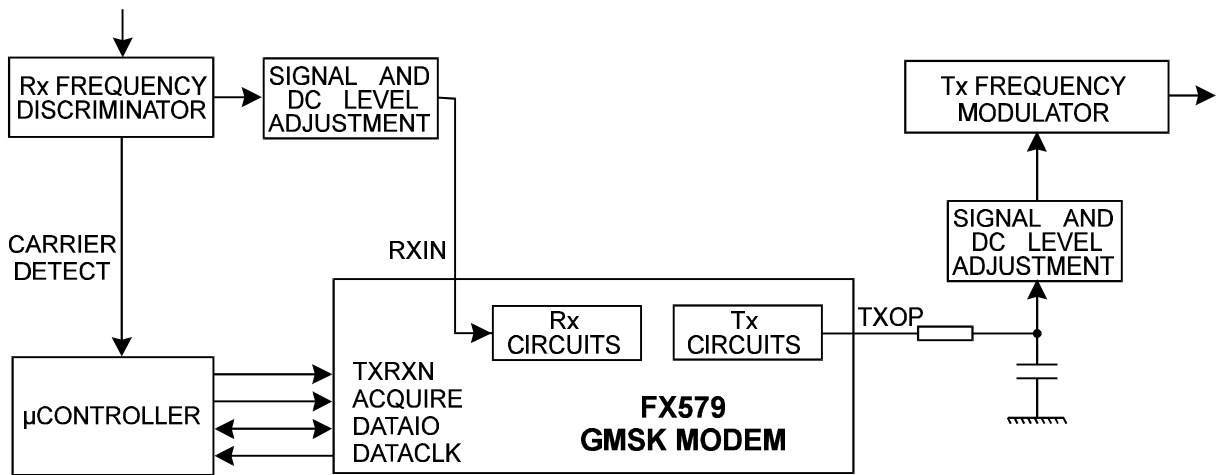 Rx FREQUENCY
DISCRIMINATOR
SIGNAL AND
DC LEVEL
ADJUSTMENT
Tx FREQUENCY
MODULATOR
SIGNAL AND
DC LEVEL
ADJUSTMENT
CARRIER
DETECT
RXIN
Rx
CIRCUITS
Tx
CIRCUITS
TXOP
µCONTROLLER
TXRXN
ACQUIRE
DATAIO
DATACLK
FX579
GMSK MODEM